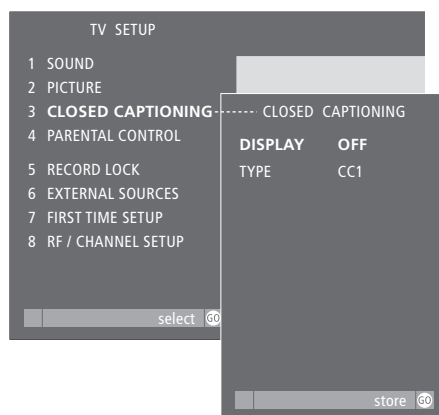 TV SETUP
1 SOUND
2 PICTURE
3 CLOSED CAPTIONING
4 PARENTAL CONTROL
5 RECORD LOCK
6 EXTERNAL SOURCES
7 FIRST TIME SETUP
8 RF / CHANNEL SETUP
select GO
CLOSED CAPTIONING
DISPLAY OFF
TYPE CC1
store GO